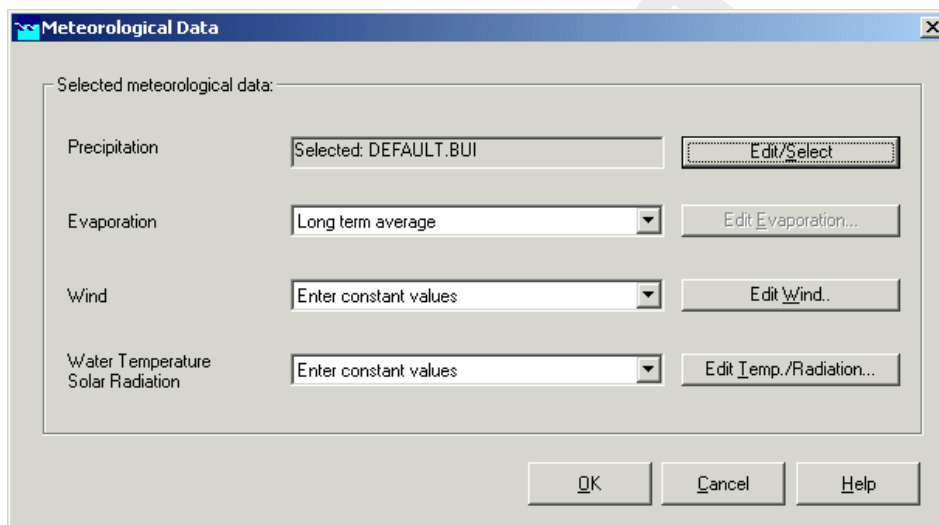 Meteorological Data
Selected meteorological data:
Precipitation
Selected: DEFAULT.BUI
Edit/Select
Evaporation
Long term average
Edit Evaporation...
Wind
Enter constant values
Edit Wind..
Water Temperature
Solar Radiation
Enter constant values
Edit Temp./Radiation...
OK
Cancel
Help